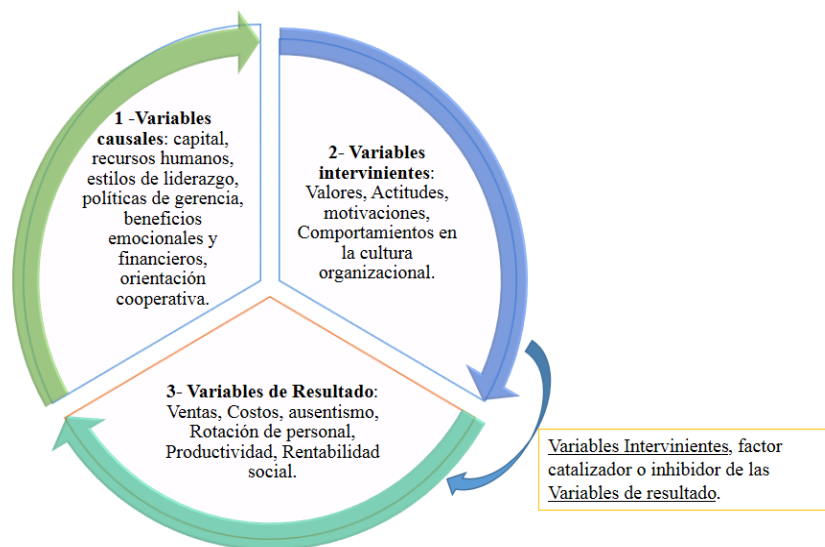 1 -Variables
causales: capital,
recursos humanos,
estilos de liderazgo,
políticas de gerencia,
beneficios
emocionales y
financieros,
orientación
cooperativa.
2- Variables
intervinientes:
Valores, Actitudes,
motivaciones,
Comportamientos en
la cultura
organizacional.
3- Variables de Resultado:
Ventas, Costos, ausentismo,
Rotación de personal,
Productividad, Rentabilidad
social.
Variables Intervinientes, factor
catalizador o inhibidor de las
Variables de resultado.